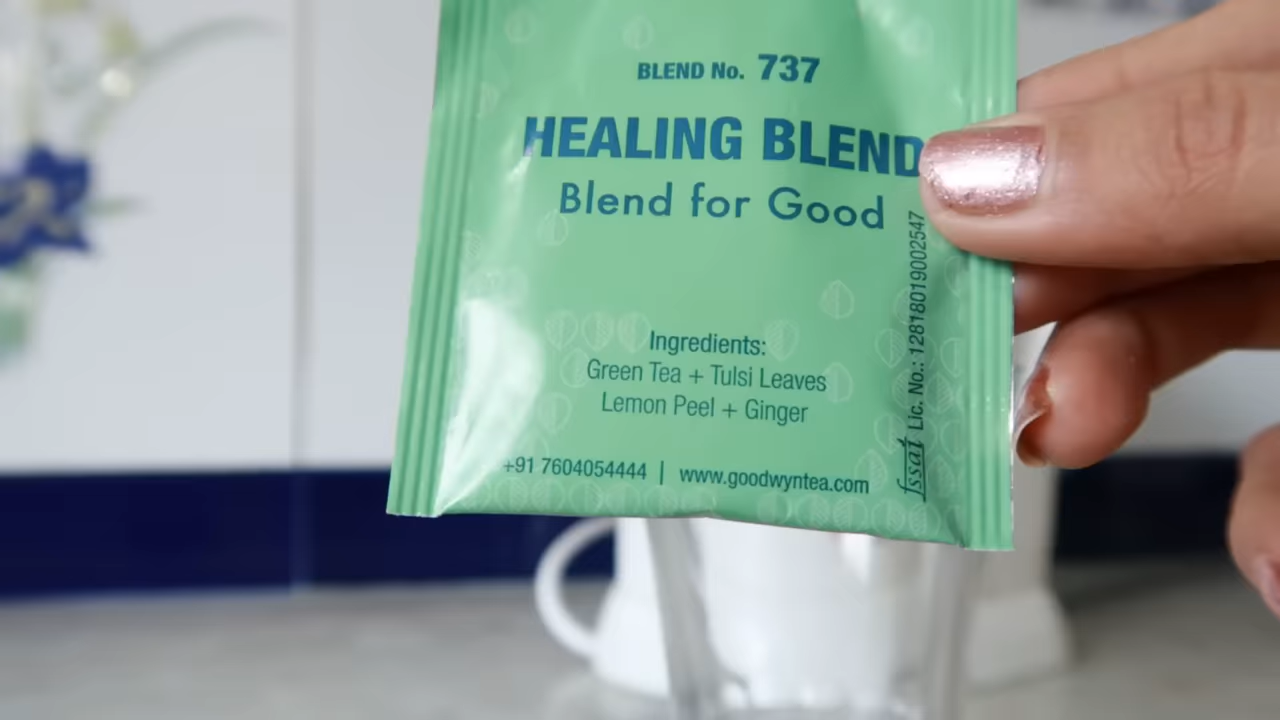 BLEND No. 737
HEALING BLEND
Blend for Good
Ingredients:
Green Tea + Tulsi Leaves
Lemon Peel + Ginger
+91 7604054444 | www.goodwyntea.com
fssai Lic. No.: 12818019002547